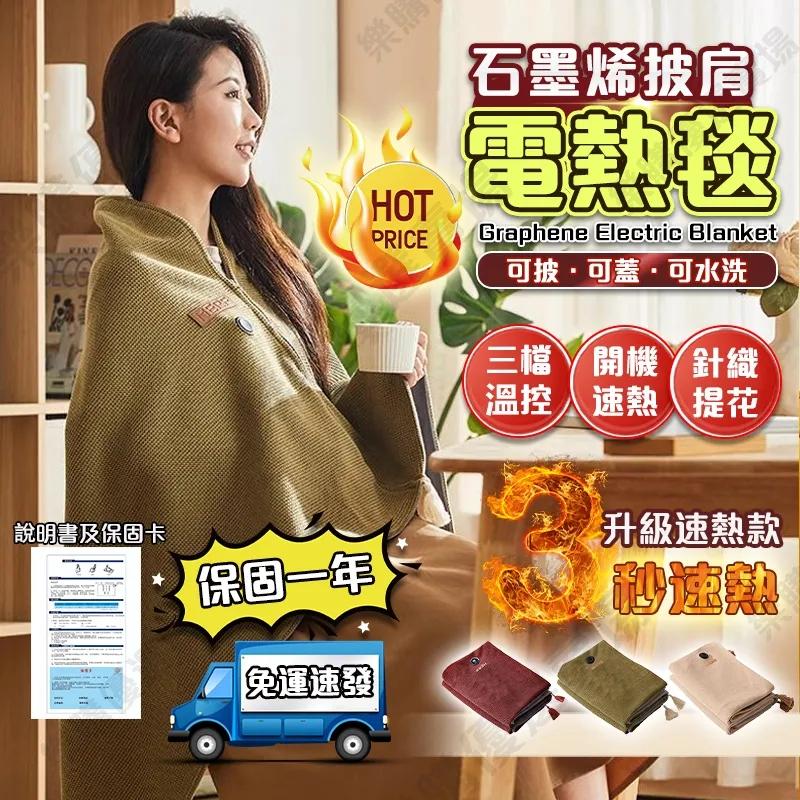 石墨烯披肩
電熱毯
Graphene Electric Blanket
可披・可蓋・可水洗
HOT
PRICE
三檔
溫控
開機
速熱
針織
提花
說明書及保固卡
保固一年
免運速發
3
升級速熱款
秒速熱